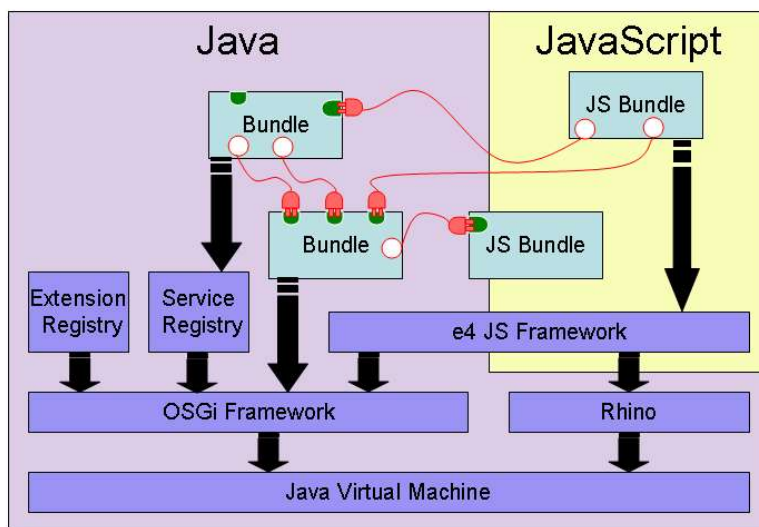 Java
JavaScript
Bundle
JS Bundle
Bundle
JS Bundle
Extension
Registry
Service
Registry
e4 JS Framework
OSGi Framework
Rhino
Java Virtual Machine